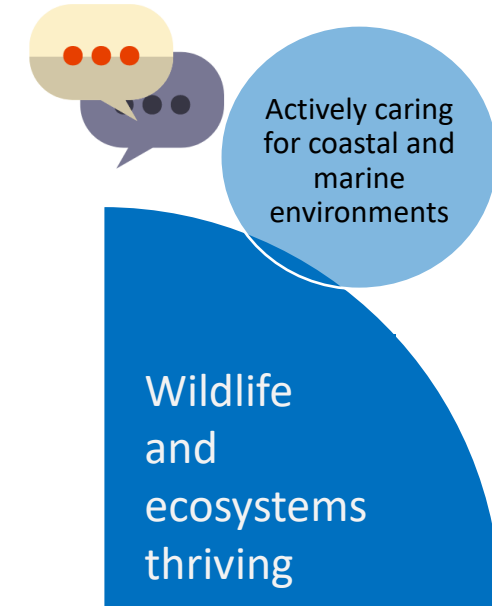 Actively caring
for coastal and
marine
environments
Wildlife
and
ecosystems
thriving